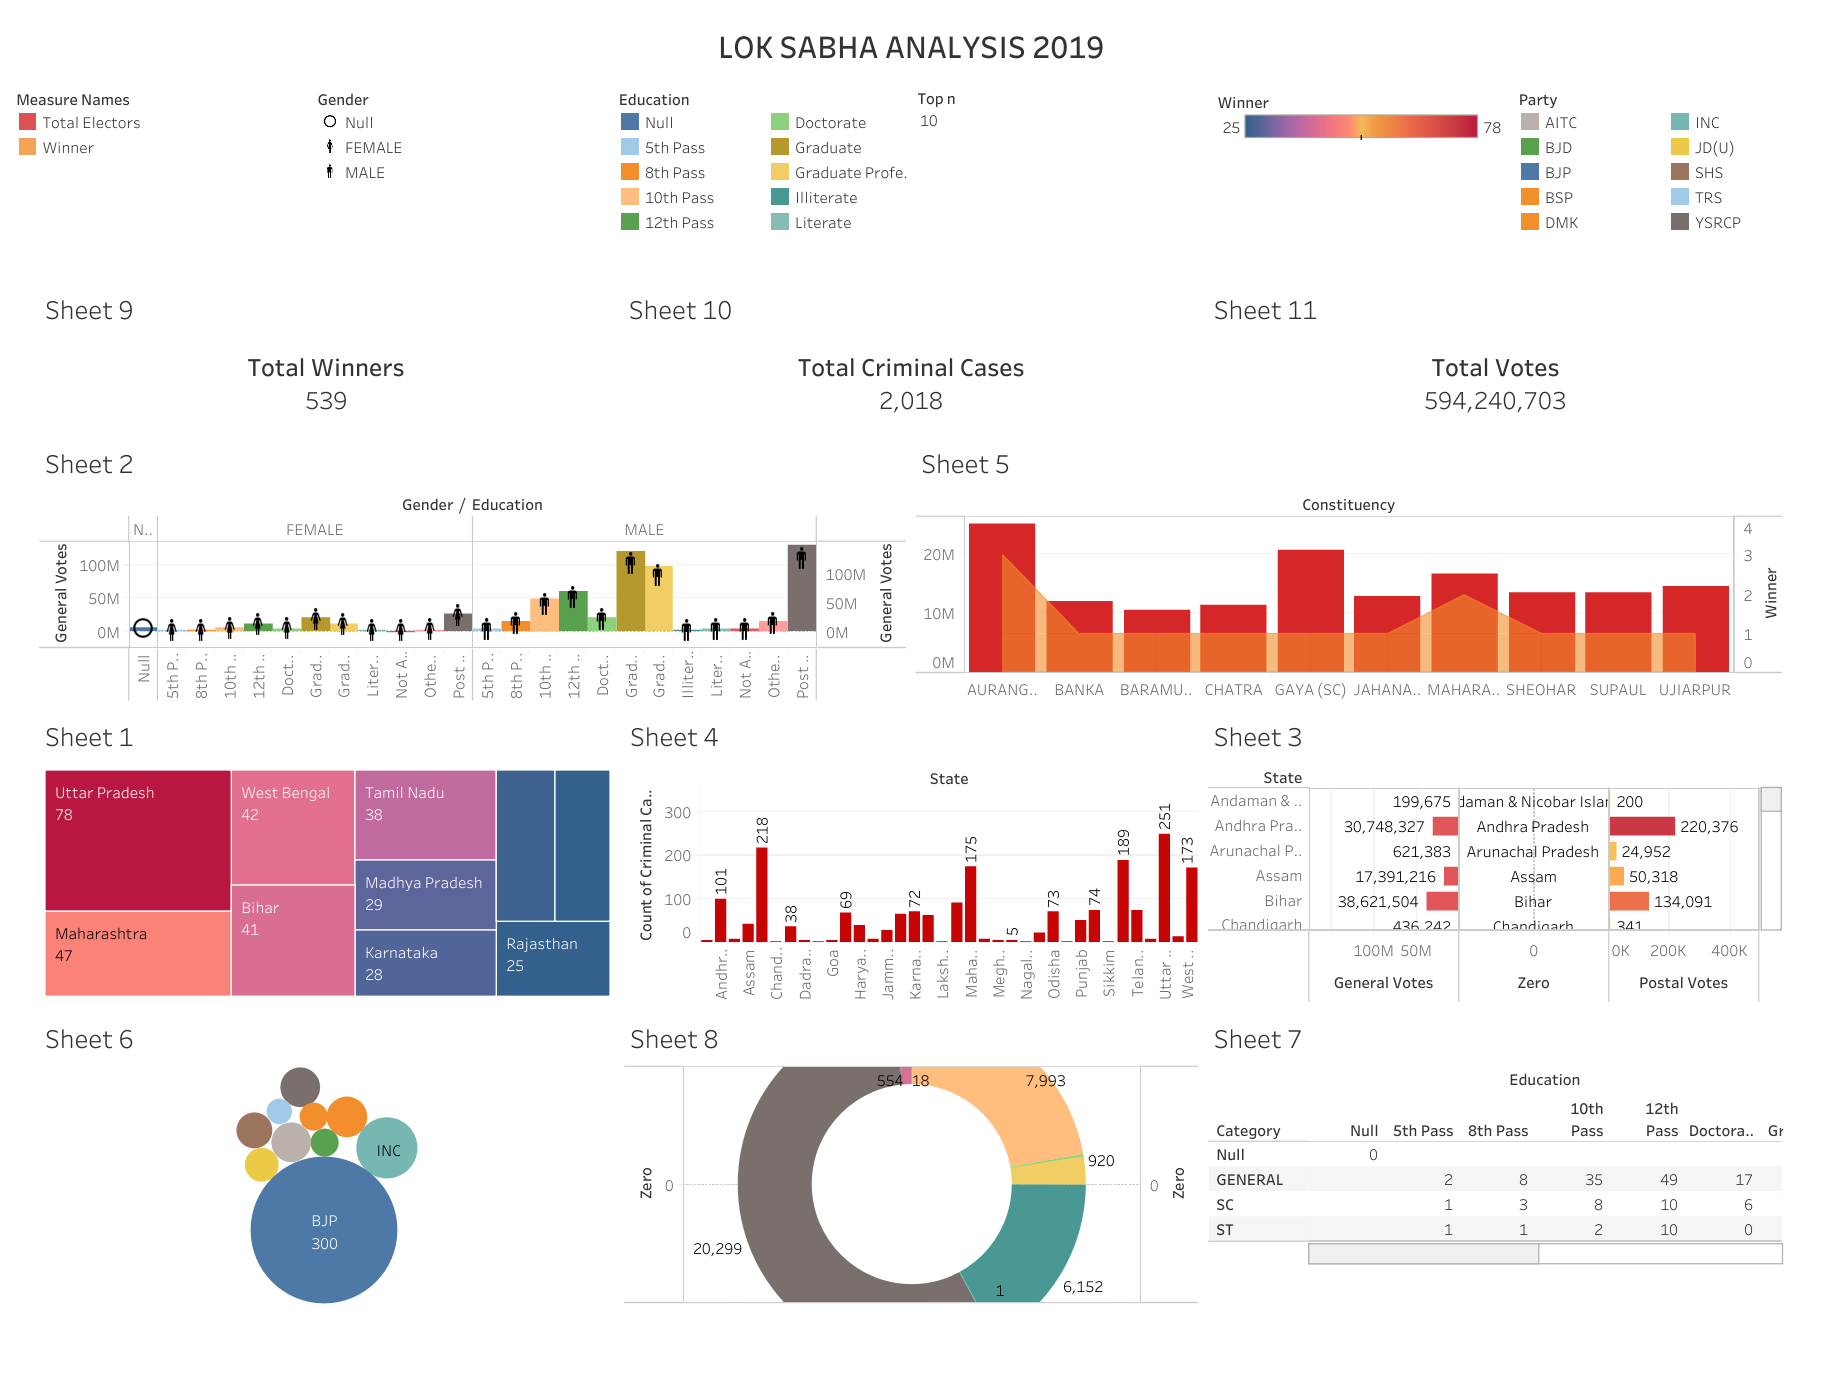 LOK SABHA ANALYSIS 2019
Measure Names
Total Electors
Winner
Gender
Null
FEMALE
MALE
Education
Null
5th Pass
8th Pass
10th Pass
12th Pass
Doctorate
Graduate
Graduate Profe.
Illiterate
Literate
Top n
10
Winner
25 78
Party
AITC
BJD
BJP
BSP
DMK
INC
JD(U)
SHS
TRS
YSRCP
Sheet 9
Total Winners
539
Sheet 10
Total Criminal Cases
2,018
Sheet 11
Total Votes
594,240,703
Sheet 2
Gender / Education
N.. FEMALE MALE
General Votes
100M
50M
0M
100M
50M
0M
General Votes
Null 5th P.. 8th P.. 10th .. 12th .. Doct.. Grad.. Grad.. Liter.. Not A.. Othe.. Post .. 5th P.. 8th P.. 10th .. 12th .. Doct.. Grad.. Grad.. Illiter.. Liter.. Not A.. Othe.. Post ..
Sheet 5
Constituency
20M
10M
0M
4
3
2
1
0
Winner
AURANG.. BANKA BARAMU.. CHATRA GAYA (SC) JAHANA.. MAHARA.. SHEOHAR SUPAUL UJIARPUR
Sheet 1
Uttar Pradesh
78
Maharashtra
47
West Bengal
42
Bihar
41
Tamil Nadu
38
Madhya Pradesh
29
Karnataka
28
Rajasthan
25
Sheet 4
State
Count of Criminal Ca..
300
200
100
0
101 218 38 69 72 175 5 73 74 189 251 173
Andhr.. Assam Chand.. Dadra.. Goa Harya.. Jamm.. Karna.. Laksh.. Maha.. Megh.. Nagal.. Odisha Punjab Sikkim Telan.. Uttar .. West ..
Sheet 3
State
Andaman & .. 199,675 daman & Nicobar Islar 200
Andhra Pra.. 30,748,327 Andhra Pradesh 220,376
Arunachal P.. 621,383 Arunachal Pradesh 24,952
Assam 17,391,216 Assam 50,318
Bihar 38,621,504 Bihar 134,091
Chandigarh 436,242 Chandigarh 341
100M 50M 0 0K 200K 400K
General Votes Zero Postal Votes
Sheet 6
INC
BJP
300
Sheet 8
554 18 7,993
920
Zero 0 0 Zero
20,299
1 6,152
Sheet 7
Education
10th 12th
Category Null 5th Pass 8th Pass Pass Pass Doctora.. Gr
Null 0
GENERAL 2 8 35 49 17
SC 1 3 8 10 6
ST 1 1 2 10 0